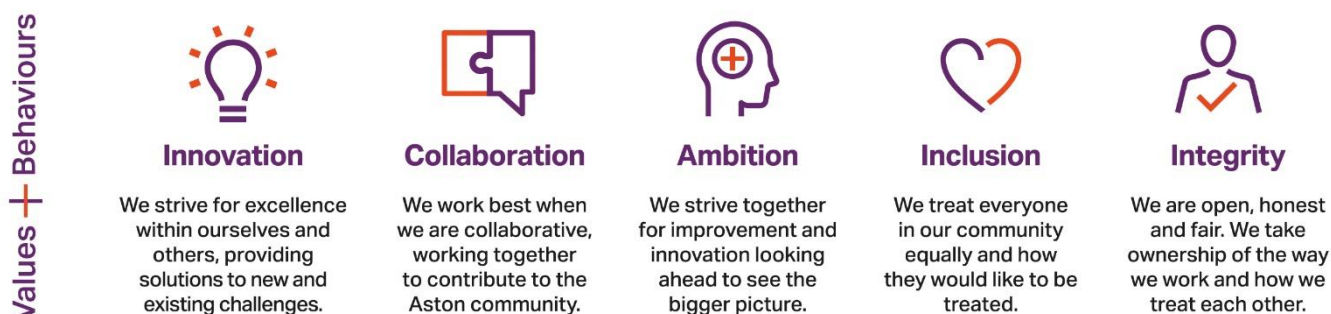 Values + Behaviours
Innovation
We strive for excellence
within ourselves and
others, providing
solutions to new and
existing challenges.
Collaboration
We work best when
we are collaborative,
working together
to contribute to the
Aston community.
Ambition
We strive together
for improvement and
innovation looking
ahead to see the
bigger picture.
Inclusion
We treat everyone
in our community
equally and how
they would like to be
treated.
Integrity
We are open, honest
and fair. We take
ownership of the way
we work and how we
treat each other.